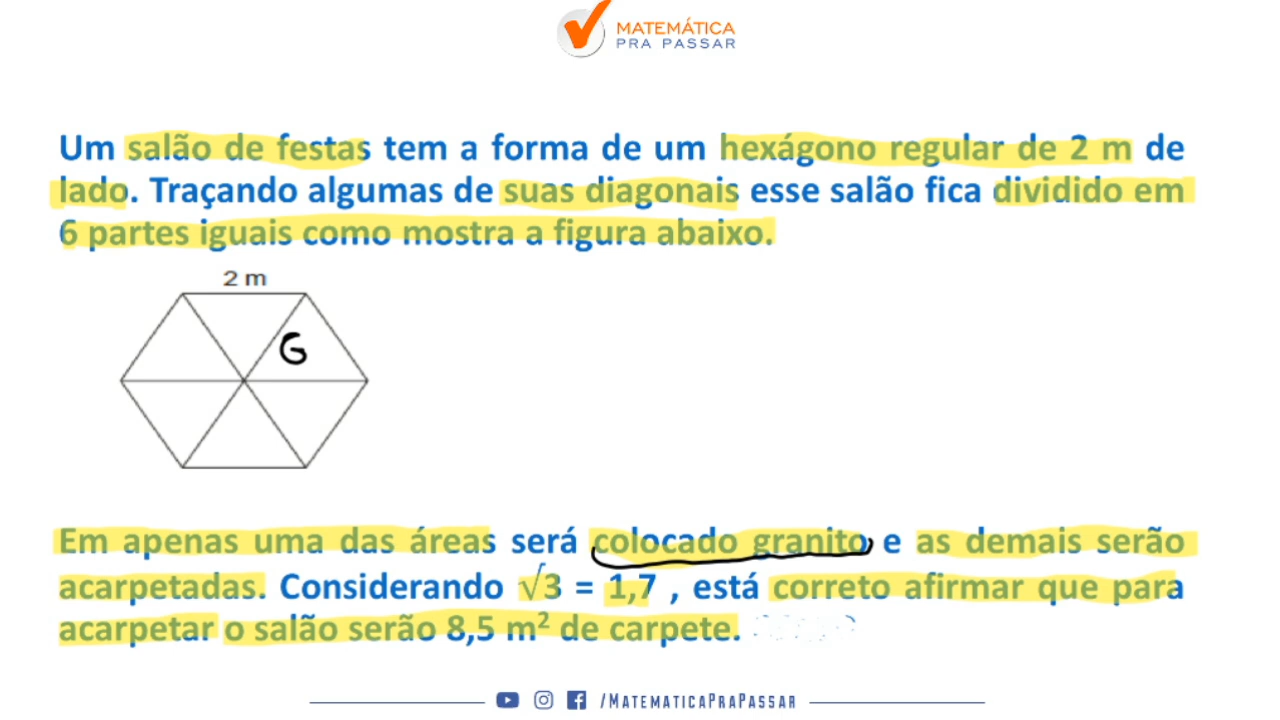 MATEMÁTICA
PRA PASSAR
Um salão de festas tem a forma de um hexágono regular de 2 m de
lado. Traçando algumas de suas diagonais esse salão fica dividido em
6 partes iguais como mostra a figura abaixo.
2 m
G
Em apenas uma das áreas será colocado granito e as demais serão
acarpetadas. Considerando √3 = 1,7 , está correto afirmar que para
acarpetar o salão serão 8,5 m² de carpete.
/MATEMATICAPRAPASSAR